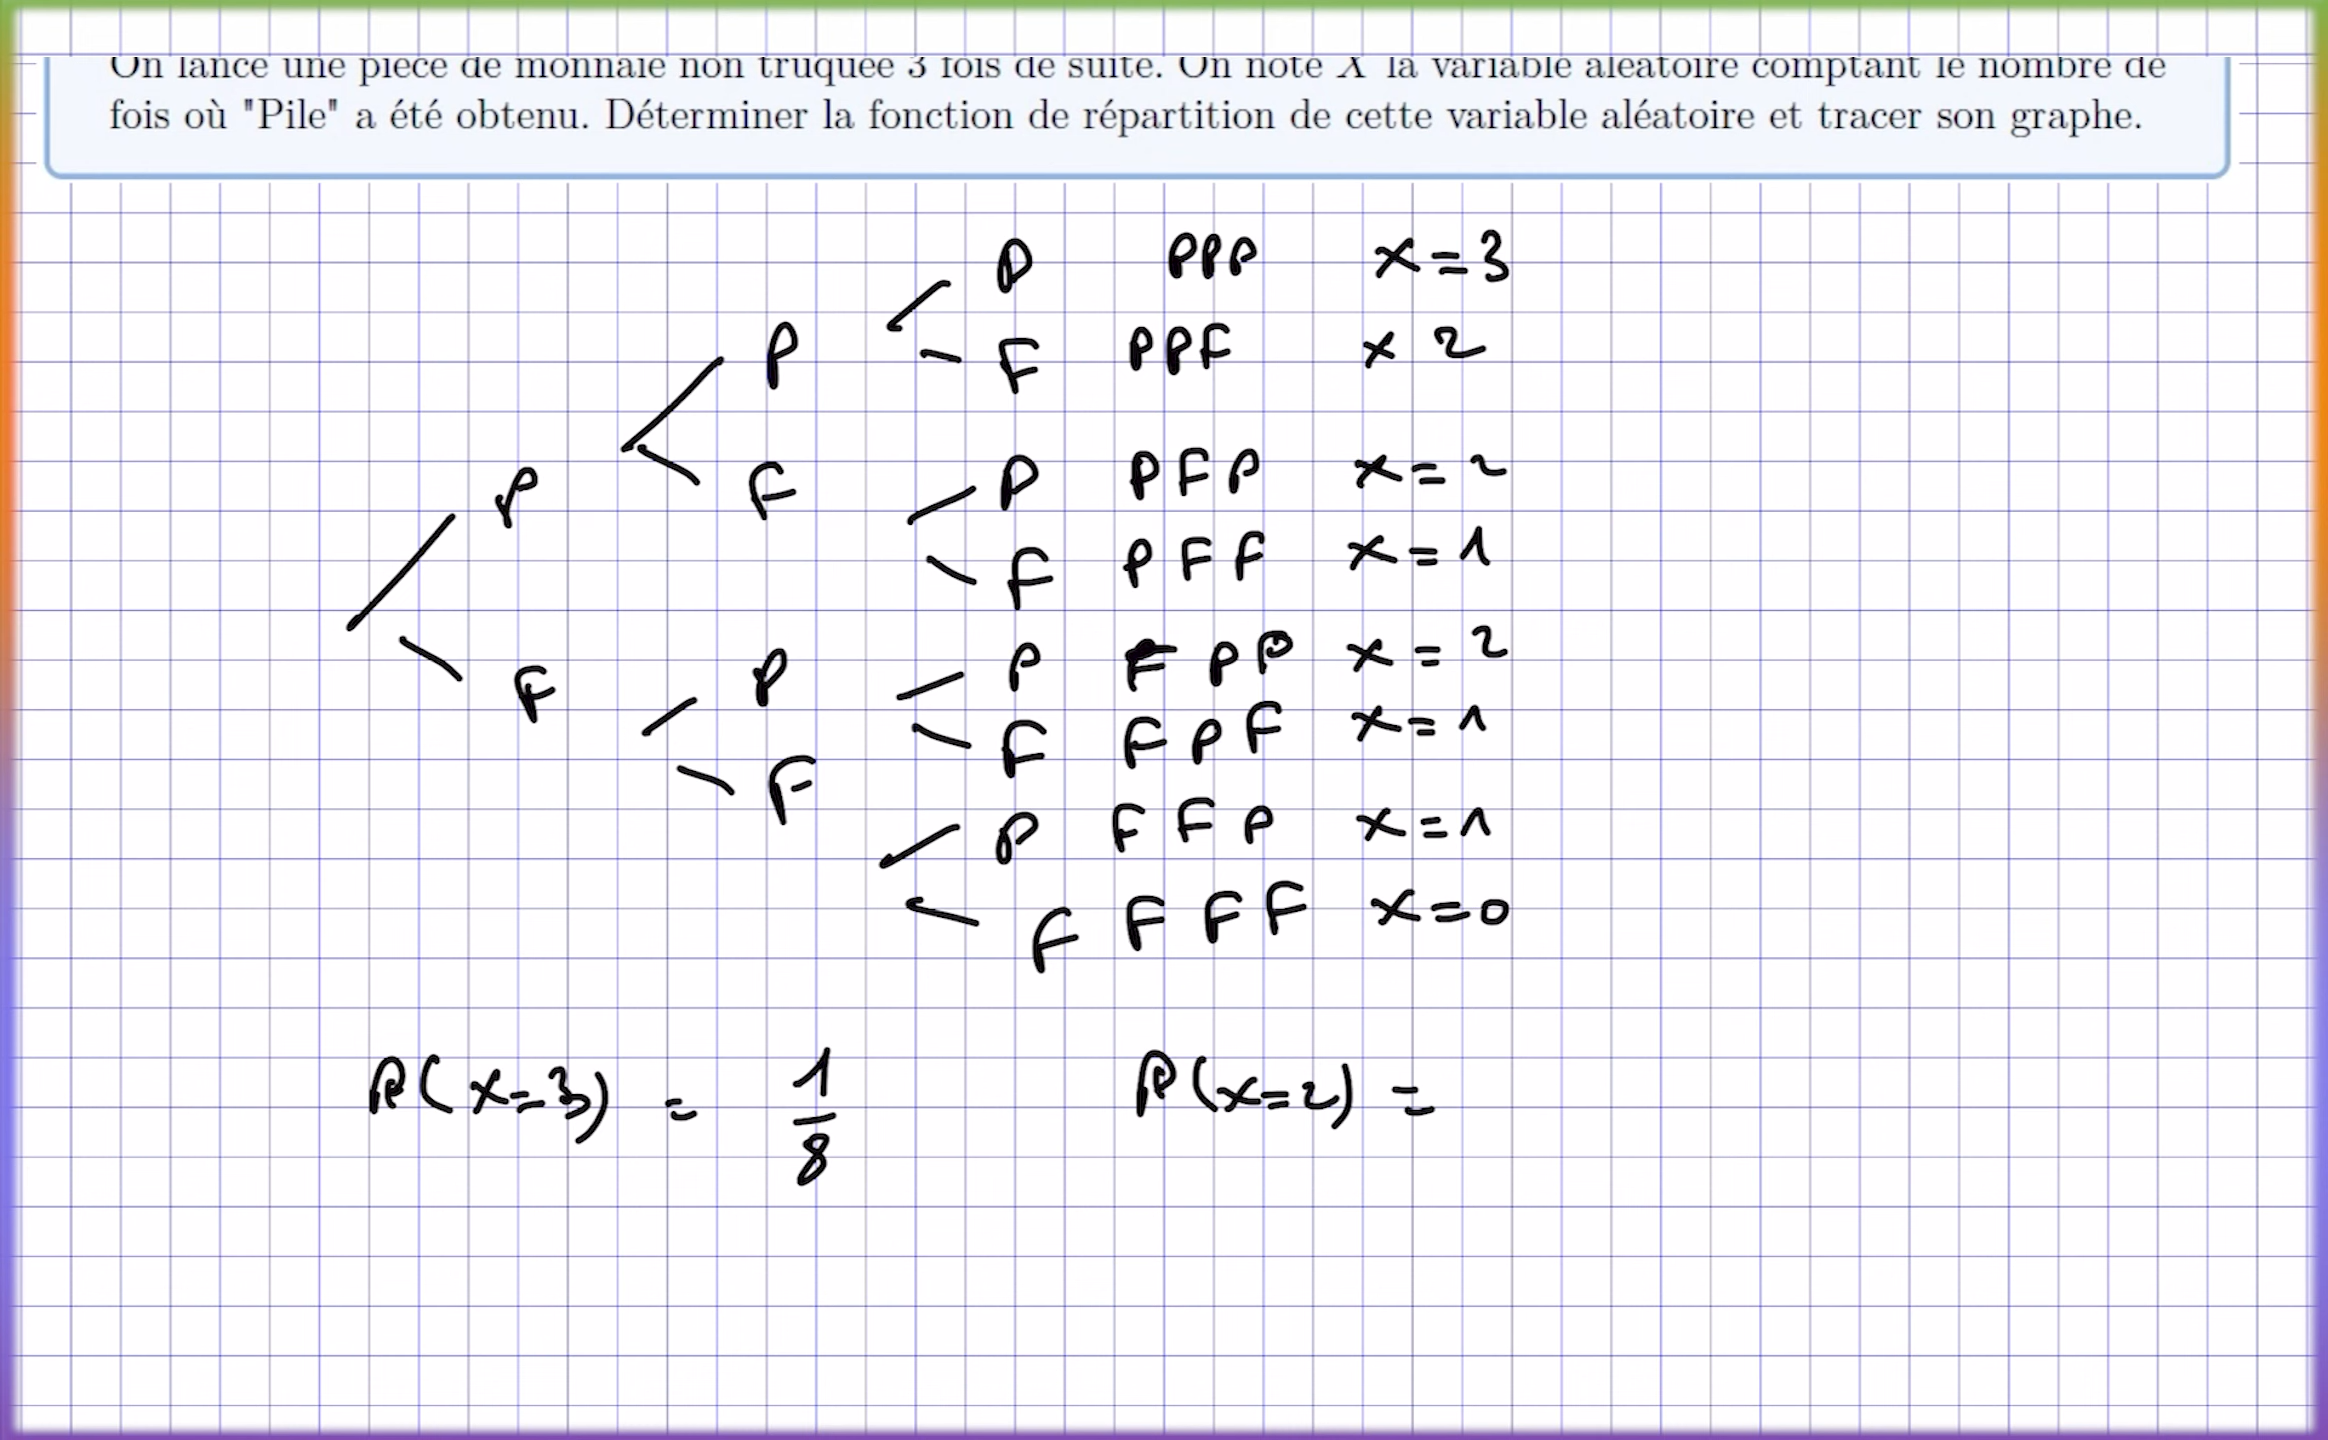 On lance une pièce de monnaie non truquée 3 fois de suite. On note X la variable aléatoire comptant le nombre de
fois où "Pile" a été obtenu. Déterminer la fonction de répartition de cette variable aléatoire et tracer son graphe.
P PPP X=3
P
F PPF X 2
P
F
P PFP X=2
F PFF X=1
F
P
P FPP X=2
F FPF X=1
F
P FFP X=1
F FFF X=0
P(X=3) = 1/8 P(X=2) =